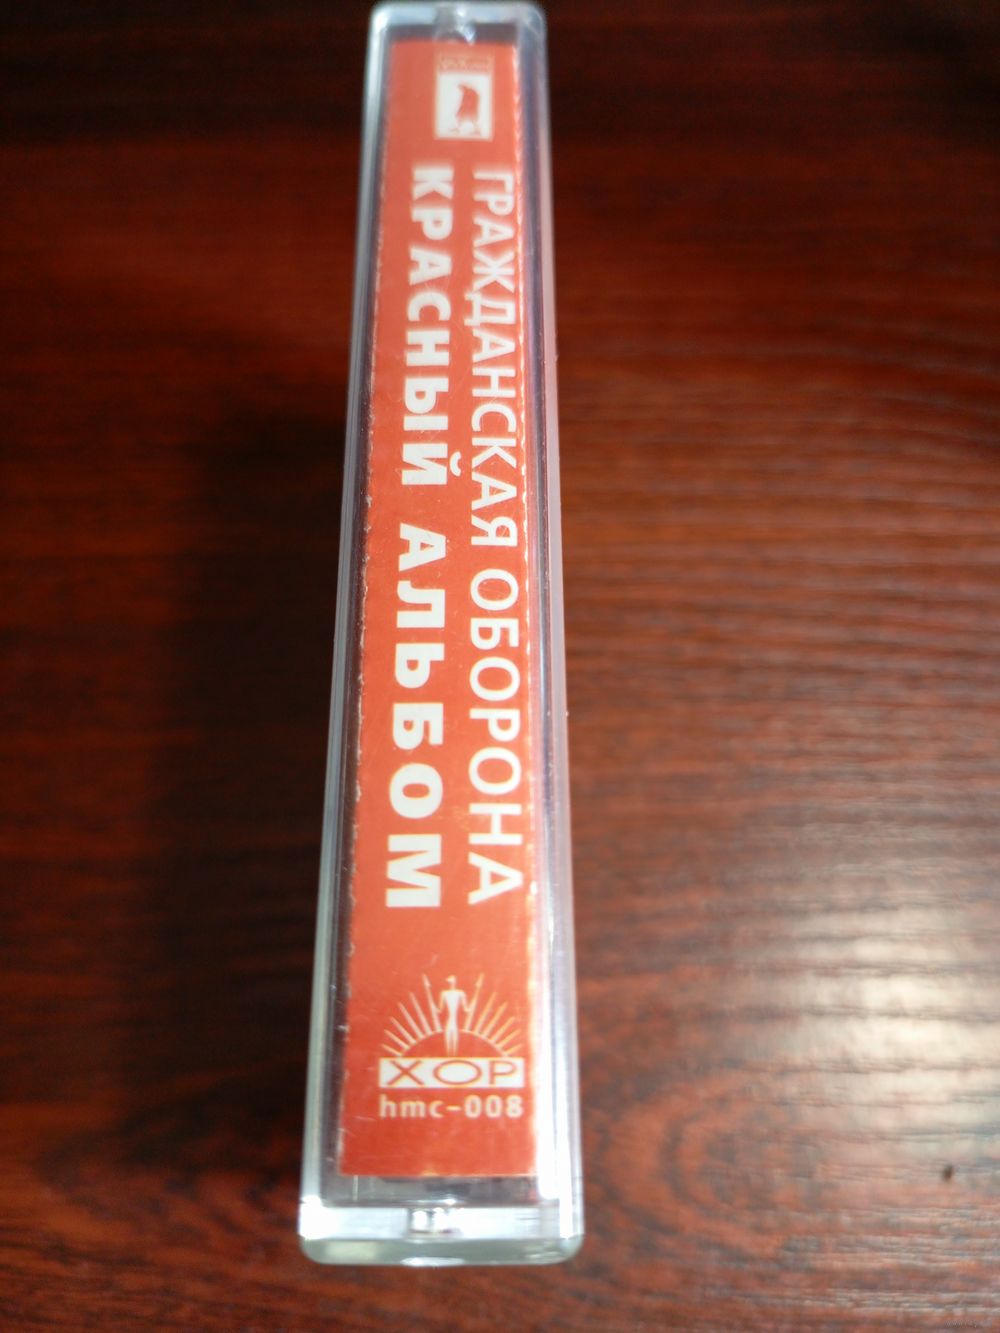 ГРАЖДАНСКАЯ ОБОРОНА
КРАСНЫЙ АЛЬБОМ
ХОР
hmc-008